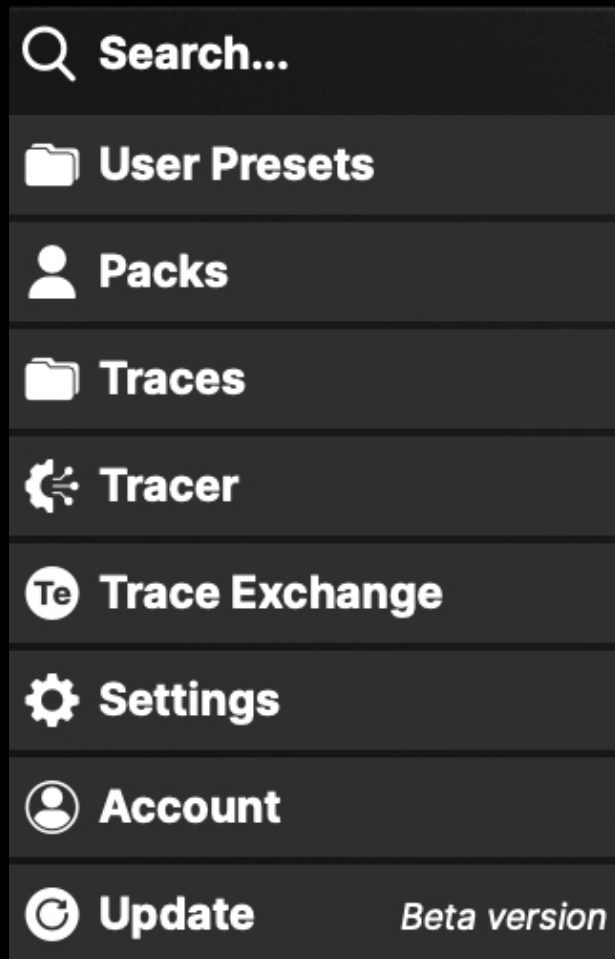 Search...
User Presets
Packs
Traces
Tracer
Te Trace Exchange
Settings
Account
Update Beta version